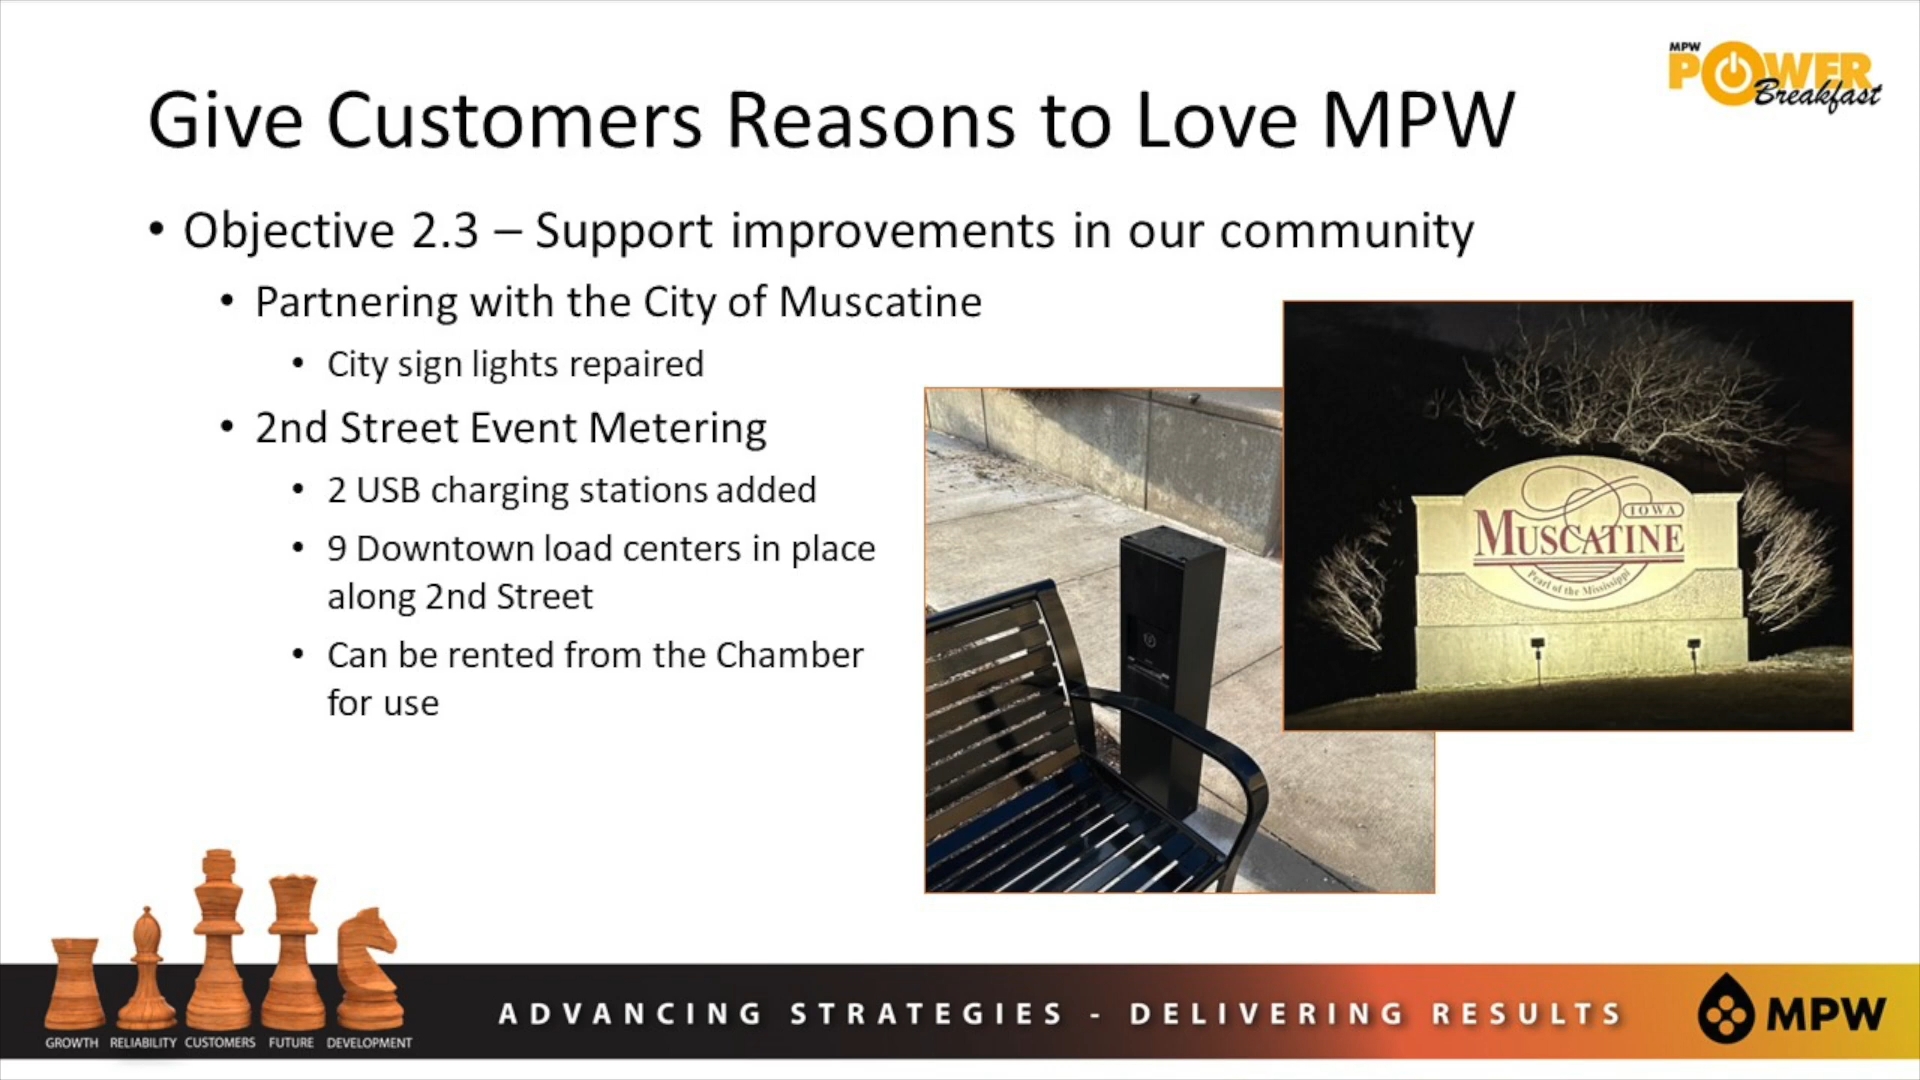 MPW
POWER
Breakfast
Give Customers Reasons to Love MPW
• Objective 2.3 – Support improvements in our community
• Partnering with the City of Muscatine
• City sign lights repaired
• 2nd Street Event Metering
• 2 USB charging stations added
• 9 Downtown load centers in place
along 2nd Street
• Can be rented from the Chamber
for use
IOWA
MUSCATINE
Pearl of the Mississippi
GROWTH RELIABILITY CUSTOMERS FUTURE DEVELOPMENT
ADVANCING STRATEGIES - DELIVERING RESULTS
MPW